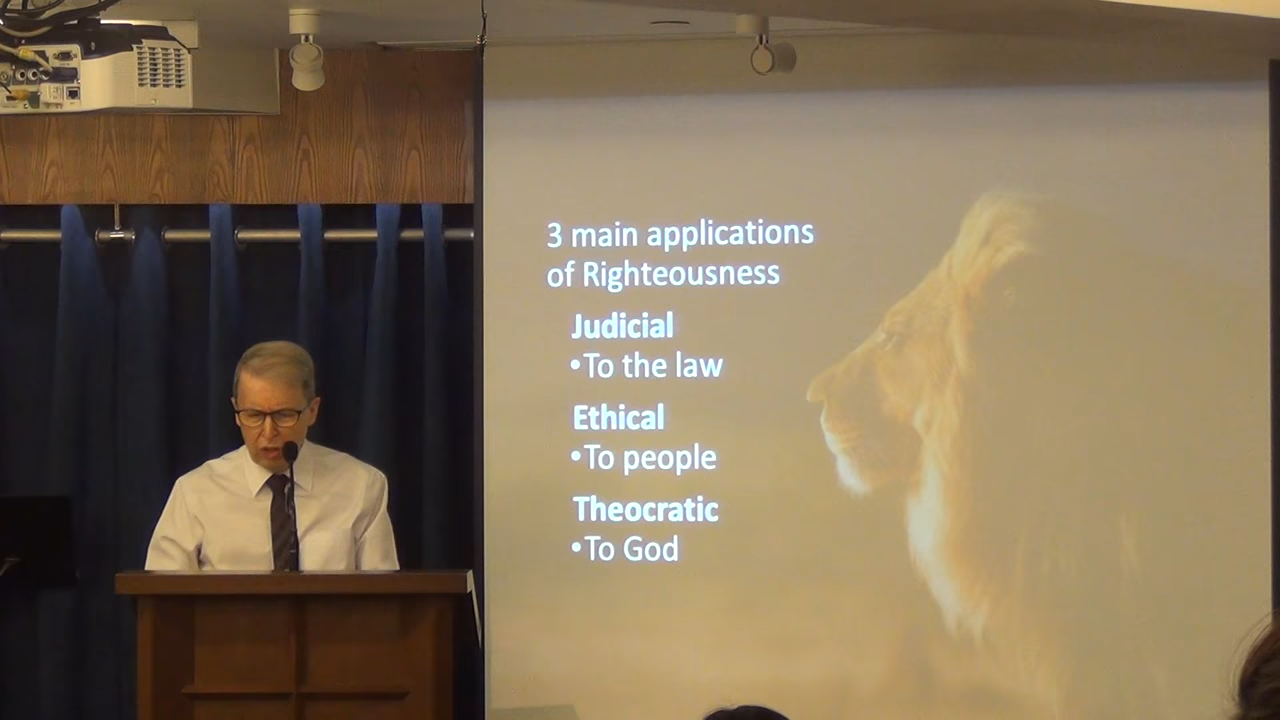 3 main applications
of Righteousness
Judicial
•To the law
Ethical
•To people
Theocratic
•To God